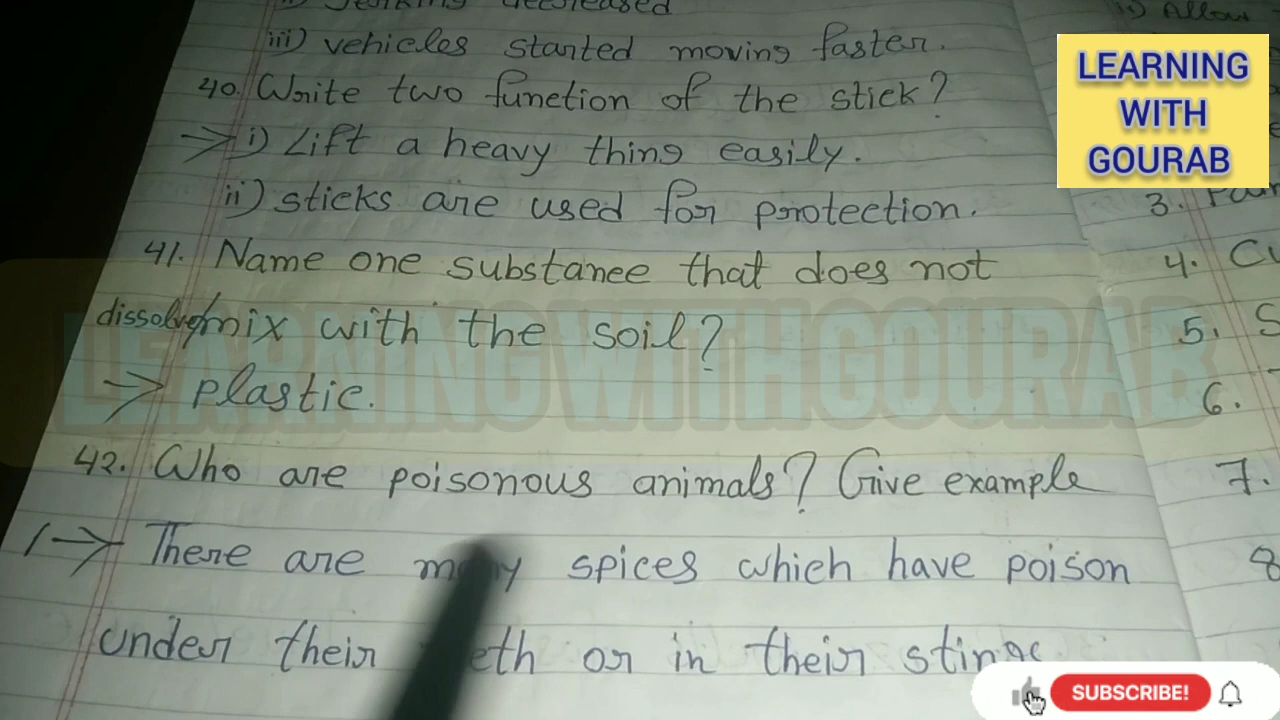 iii) vehicles started moving faster.
40. Write two function of the stick?
→ i) Lift a heavy thing easily.
ii) sticks are used for protection.
41. Name one substance that does not
dissolve/mix with the soil?
→ plastic.
42. Who are poisonous animals? Give example
→ There are many spices which have poison
under their teeth or in their stings
ii) Allow
3.
4.
5.
6.
7.
8
LEARNING
WITH
GOURAB
LEARNINGWITHGOURAB
SUBSCRIBE!